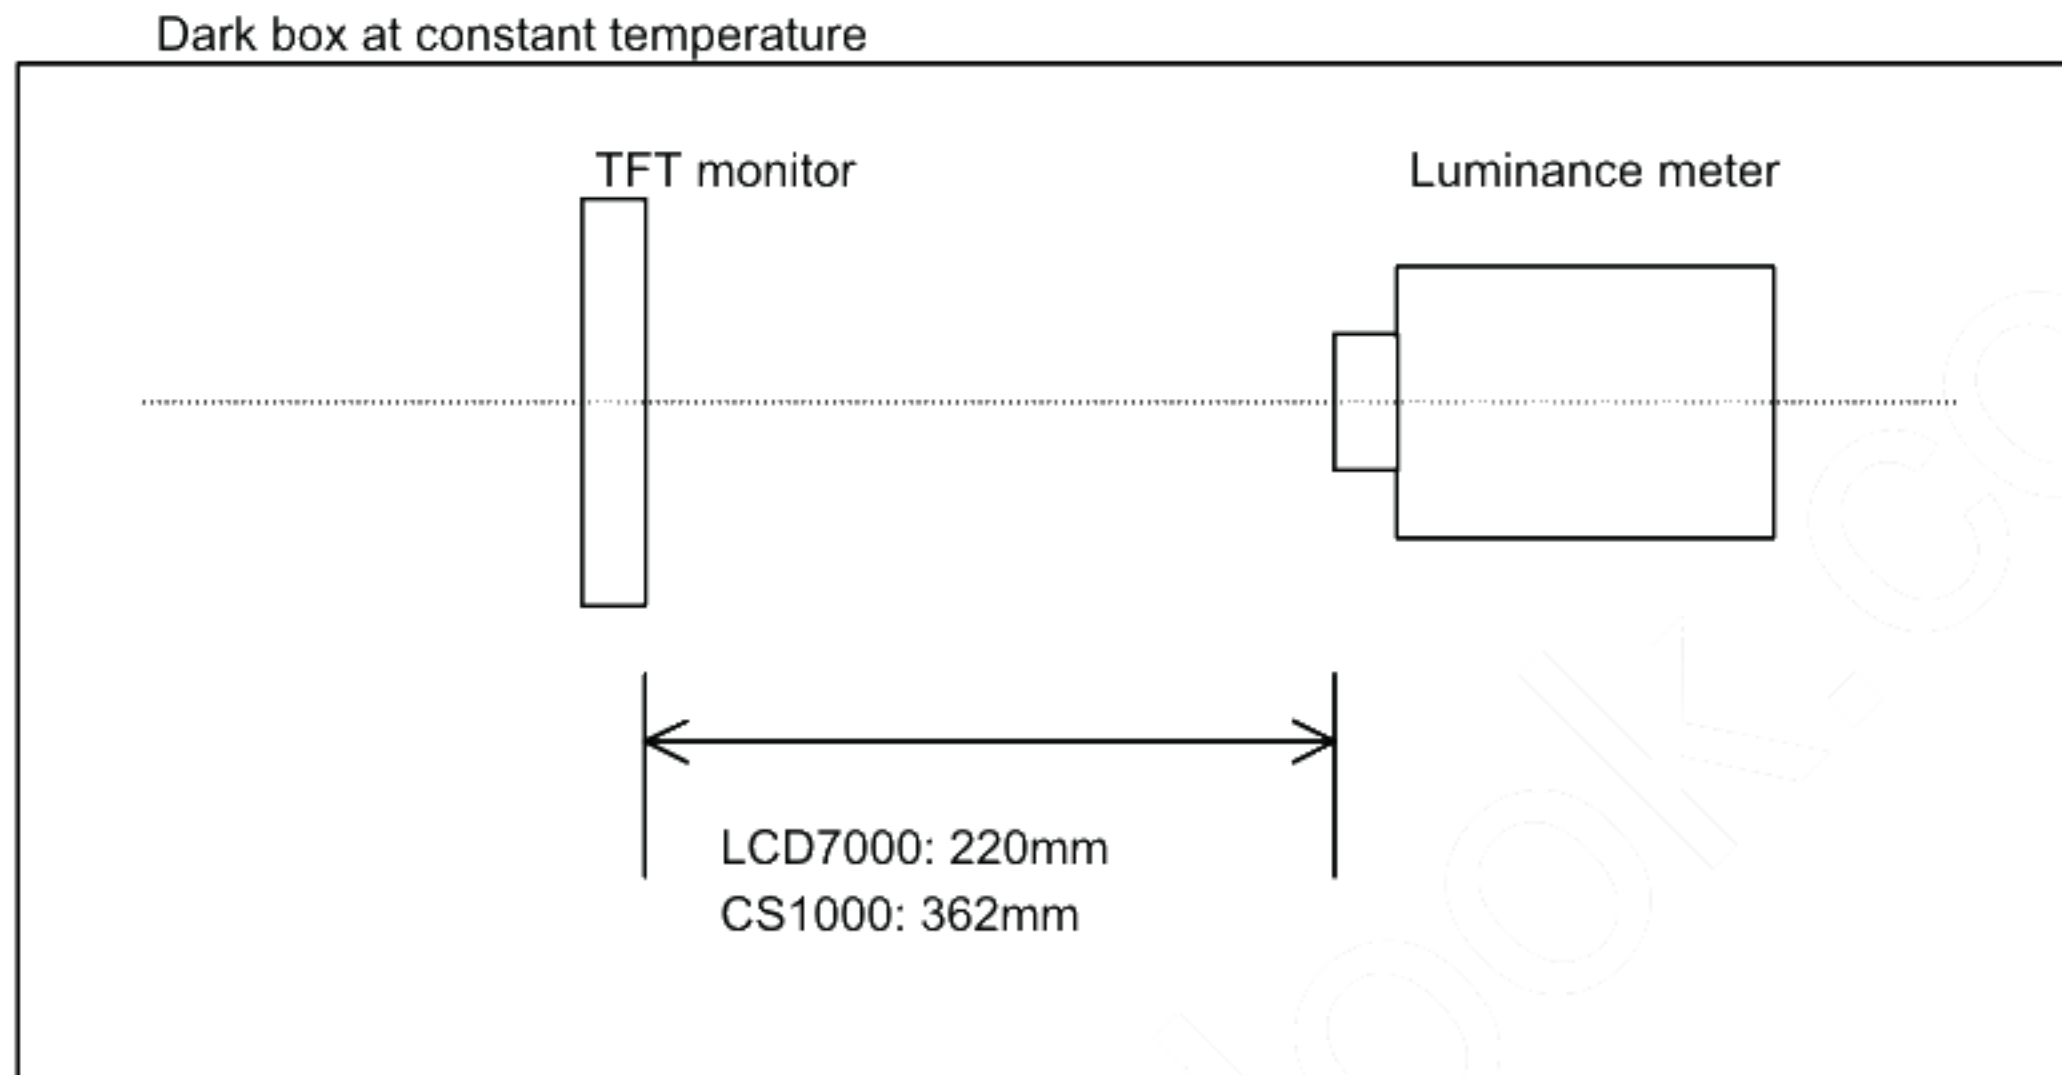 Dark box at constant temperature
TFT monitor
Luminance meter
LCD7000: 220mm
CS1000: 362mm